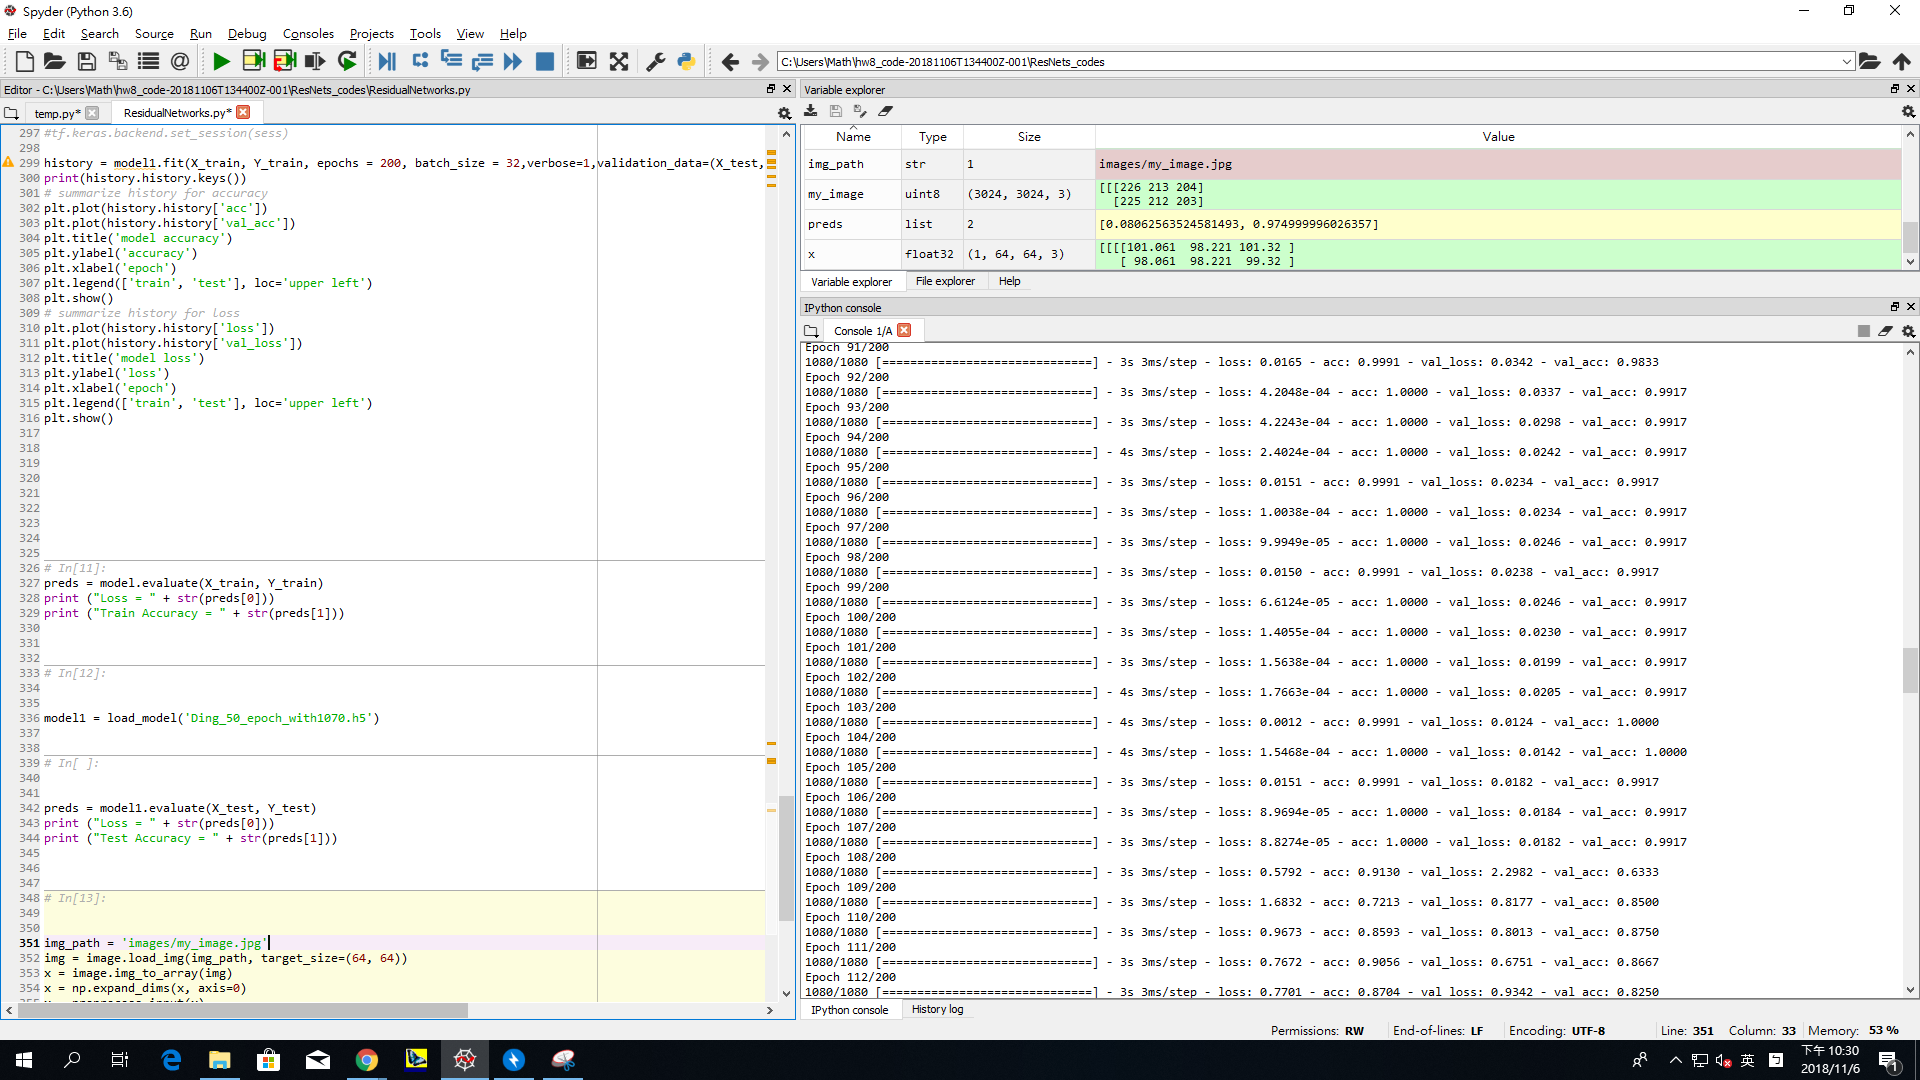 Spyder (Python 3.6)
File Edit Search Source Run Debug Consoles Projects Tools View Help
C:\Users\Math\hw8_code-20181106T134400Z-001\ResNets_codes
Editor - C:\Users\Math\hw8_code-20181106T134400Z-001\ResNets_codes\ResidualNetworks.py
temp.py* ResidualNetworks.py*
297 #tf.keras.backend.set_session(sess)
298
299 history = model1.fit(X_train, Y_train, epochs = 200, batch_size = 32,verbose=1,validation_data=(X_test,
300 print(history.history.keys())
301 # summarize history for accuracy
302 plt.plot(history.history['acc'])
303 plt.plot(history.history['val_acc'])
304 plt.title('model accuracy')
305 plt.ylabel('accuracy')
306 plt.xlabel('epoch')
307 plt.legend(['train', 'test'], loc='upper left')
308 plt.show()
309 # summarize history for loss
310 plt.plot(history.history['loss'])
311 plt.plot(history.history['val_loss'])
312 plt.title('model loss')
313 plt.ylabel('loss')
314 plt.xlabel('epoch')
315 plt.legend(['train', 'test'], loc='upper left')
316 plt.show()
317
318
319
320
321
322
323
324
325
326 # In[11]:
327 preds = model.evaluate(X_train, Y_train)
328 print ("Loss = " + str(preds[0]))
329 print ("Train Accuracy = " + str(preds[1]))
330
331
332
333 # In[12]:
334
335
336 model1 = load_model('Ding_50_epoch_with1070.h5')
337
338
339 # In[ ]:
340
341
342 preds = model1.evaluate(X_test, Y_test)
343 print ("Loss = " + str(preds[0]))
344 print ("Test Accuracy = " + str(preds[1]))
345
346
347
348 # In[13]:
349
350
351 img_path = 'images/my_image.jpg'
352 img = image.load_img(img_path, target_size=(64, 64))
353 x = image.img_to_array(img)
354 x = np.expand_dims(x, axis=0)
Variable explorer
Name Type Size Value
img_path str 1 images/my_image.jpg
my_image uint8 (3024, 3024, 3) [[[226 213 204]
[225 212 203]
preds list 2 [0.08062563524581493, 0.974999996026357]
x float32 (1, 64, 64, 3) [[[[101.061 98.221 101.32 ]
[ 98.061 98.221 99.32 ]
Variable explorer File explorer Help
IPython console
Console 1/A
Epoch 91/200
1080/1080 [==============================] - 3s 3ms/step - loss: 0.0165 - acc: 0.9991 - val_loss: 0.0342 - val_acc: 0.9833
Epoch 92/200
1080/1080 [==============================] - 3s 3ms/step - loss: 4.2048e-04 - acc: 1.0000 - val_loss: 0.0337 - val_acc: 0.9917
Epoch 93/200
1080/1080 [==============================] - 3s 3ms/step - loss: 4.2243e-04 - acc: 1.0000 - val_loss: 0.0298 - val_acc: 0.9917
Epoch 94/200
1080/1080 [==============================] - 4s 3ms/step - loss: 2.4024e-04 - acc: 1.0000 - val_loss: 0.0242 - val_acc: 0.9917
Epoch 95/200
1080/1080 [==============================] - 3s 3ms/step - loss: 0.0151 - acc: 0.9991 - val_loss: 0.0234 - val_acc: 0.9917
Epoch 96/200
1080/1080 [==============================] - 3s 3ms/step - loss: 1.0038e-04 - acc: 1.0000 - val_loss: 0.0234 - val_acc: 0.9917
Epoch 97/200
1080/1080 [==============================] - 3s 3ms/step - loss: 9.9949e-05 - acc: 1.0000 - val_loss: 0.0246 - val_acc: 0.9917
Epoch 98/200
1080/1080 [==============================] - 3s 3ms/step - loss: 0.0150 - acc: 0.9991 - val_loss: 0.0238 - val_acc: 0.9917
Epoch 99/200
1080/1080 [==============================] - 3s 3ms/step - loss: 6.6124e-05 - acc: 1.0000 - val_loss: 0.0246 - val_acc: 0.9917
Epoch 100/200
1080/1080 [==============================] - 3s 3ms/step - loss: 1.4055e-04 - acc: 1.0000 - val_loss: 0.0230 - val_acc: 0.9917
Epoch 101/200
1080/1080 [==============================] - 3s 3ms/step - loss: 1.5638e-04 - acc: 1.0000 - val_loss: 0.0199 - val_acc: 0.9917
Epoch 102/200
1080/1080 [==============================] - 4s 3ms/step - loss: 1.7663e-04 - acc: 1.0000 - val_loss: 0.0205 - val_acc: 0.9917
Epoch 103/200
1080/1080 [==============================] - 4s 3ms/step - loss: 0.0012 - acc: 0.9991 - val_loss: 0.0124 - val_acc: 1.0000
Epoch 104/200
1080/1080 [==============================] - 4s 3ms/step - loss: 1.5468e-04 - acc: 1.0000 - val_loss: 0.0142 - val_acc: 1.0000
Epoch 105/200
1080/1080 [==============================] - 3s 3ms/step - loss: 0.0151 - acc: 0.9991 - val_loss: 0.0182 - val_acc: 0.9917
Epoch 106/200
1080/1080 [==============================] - 3s 3ms/step - loss: 8.9694e-05 - acc: 1.0000 - val_loss: 0.0184 - val_acc: 0.9917
Epoch 107/200
1080/1080 [==============================] - 3s 3ms/step - loss: 8.8274e-05 - acc: 1.0000 - val_loss: 0.0182 - val_acc: 0.9917
Epoch 108/200
1080/1080 [==============================] - 3s 3ms/step - loss: 0.5792 - acc: 0.9130 - val_loss: 2.2982 - val_acc: 0.6333
Epoch 109/200
1080/1080 [==============================] - 3s 3ms/step - loss: 1.6832 - acc: 0.7213 - val_loss: 0.8177 - val_acc: 0.8500
Epoch 110/200
1080/1080 [==============================] - 3s 3ms/step - loss: 0.9673 - acc: 0.8593 - val_loss: 0.8013 - val_acc: 0.8750
Epoch 111/200
1080/1080 [==============================] - 3s 3ms/step - loss: 0.7672 - acc: 0.9056 - val_loss: 0.6751 - val_acc: 0.8667
Epoch 112/200
1080/1080 [==============================] - 3s 3ms/step - loss: 0.7701 - acc: 0.8704 - val_loss: 0.9342 - val_acc: 0.8250
IPython console History log
Permissions: RW End-of-lines: LF Encoding: UTF-8 Line: 351 Column: 33 Memory: 53 %
英
下午 10:30
2018/11/6
1